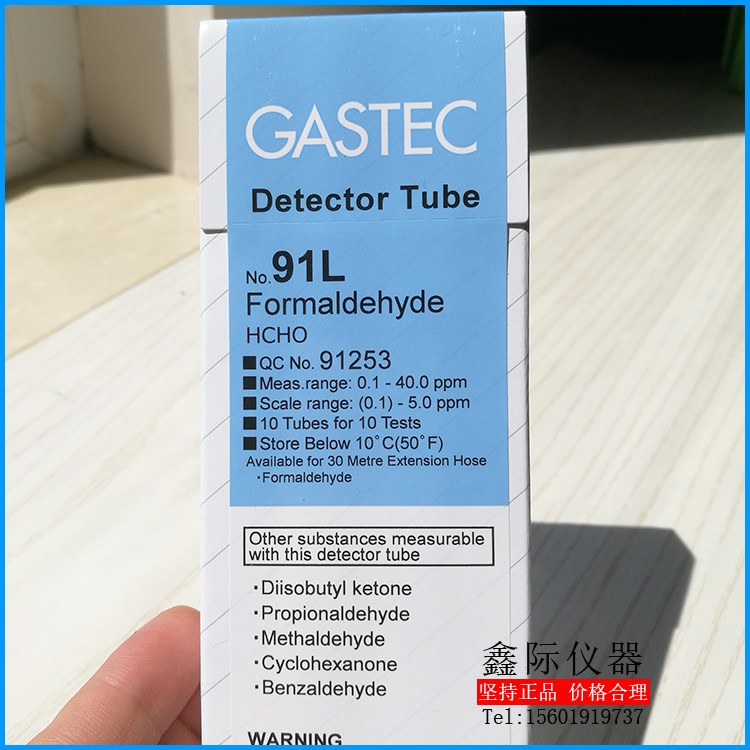 GASTEC
Detector Tube
No.91L
Formaldehyde
HCHO
■QC No. 91253
■Meas.range: 0.1 - 40.0 ppm
■Scale range: (0.1) - 5.0 ppm
■10 Tubes for 10 Tests
■Store Below 10˚C(50˚F)
Available for 30 Metre Extension Hose
・Formaldehyde
Other substances measurable
with this detector tube
・Diisobutyl ketone
・Propionaldehyde
・Methaldehyde
・Cyclohexanone
・Benzaldehyde
WARNING
鑫际仪器
坚持正品 价格合理
Tel:15601919737